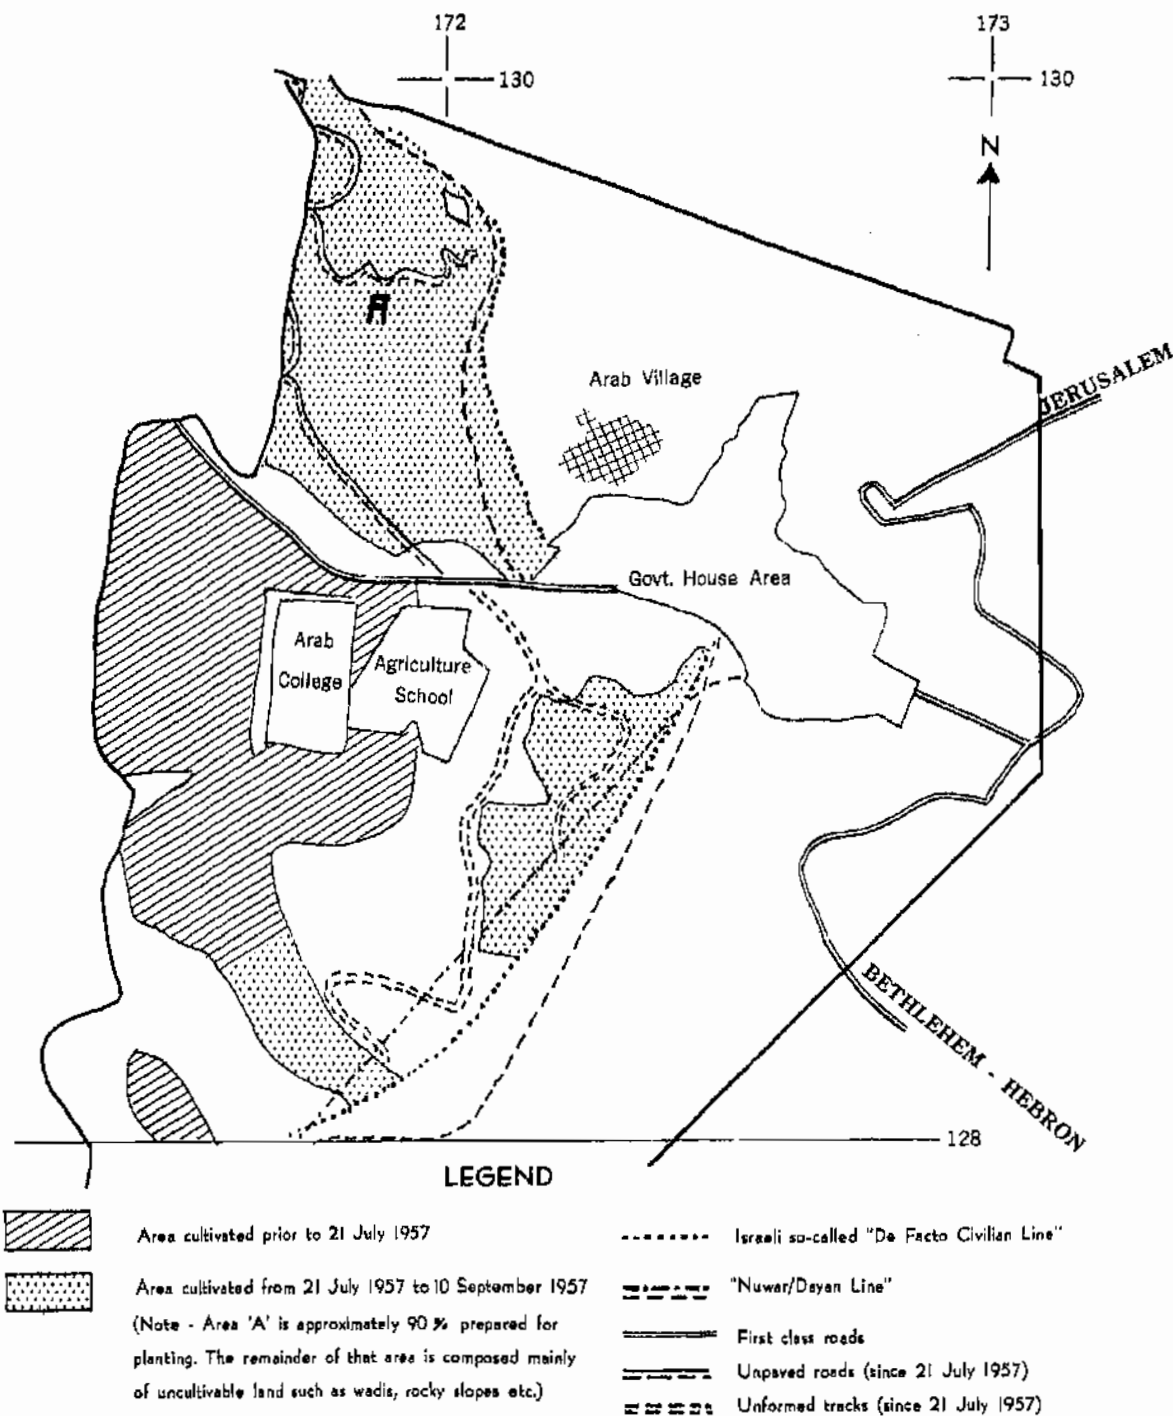 172
173
130
130
N
A
Arab Village
JERUSALEM
Govt. House Area
Arab
College
Agriculture
School
BETHLEHEM - HEBRON
128
LEGEND
Area cultivated prior to 21 July 1957
Area cultivated from 21 July 1957 to 10 September 1957
(Note - Area 'A' is approximately 90 % prepared for
planting. The remainder of that area is composed mainly
of uncultivable land such as wadis, rocky slopes etc.)
Israeli so-called "De Facto Civilian Line"
"Nuwar/Dayan Line"
First class roads
Unpaved roads (since 21 July 1957)
Unformed tracks (since 21 July 1957)